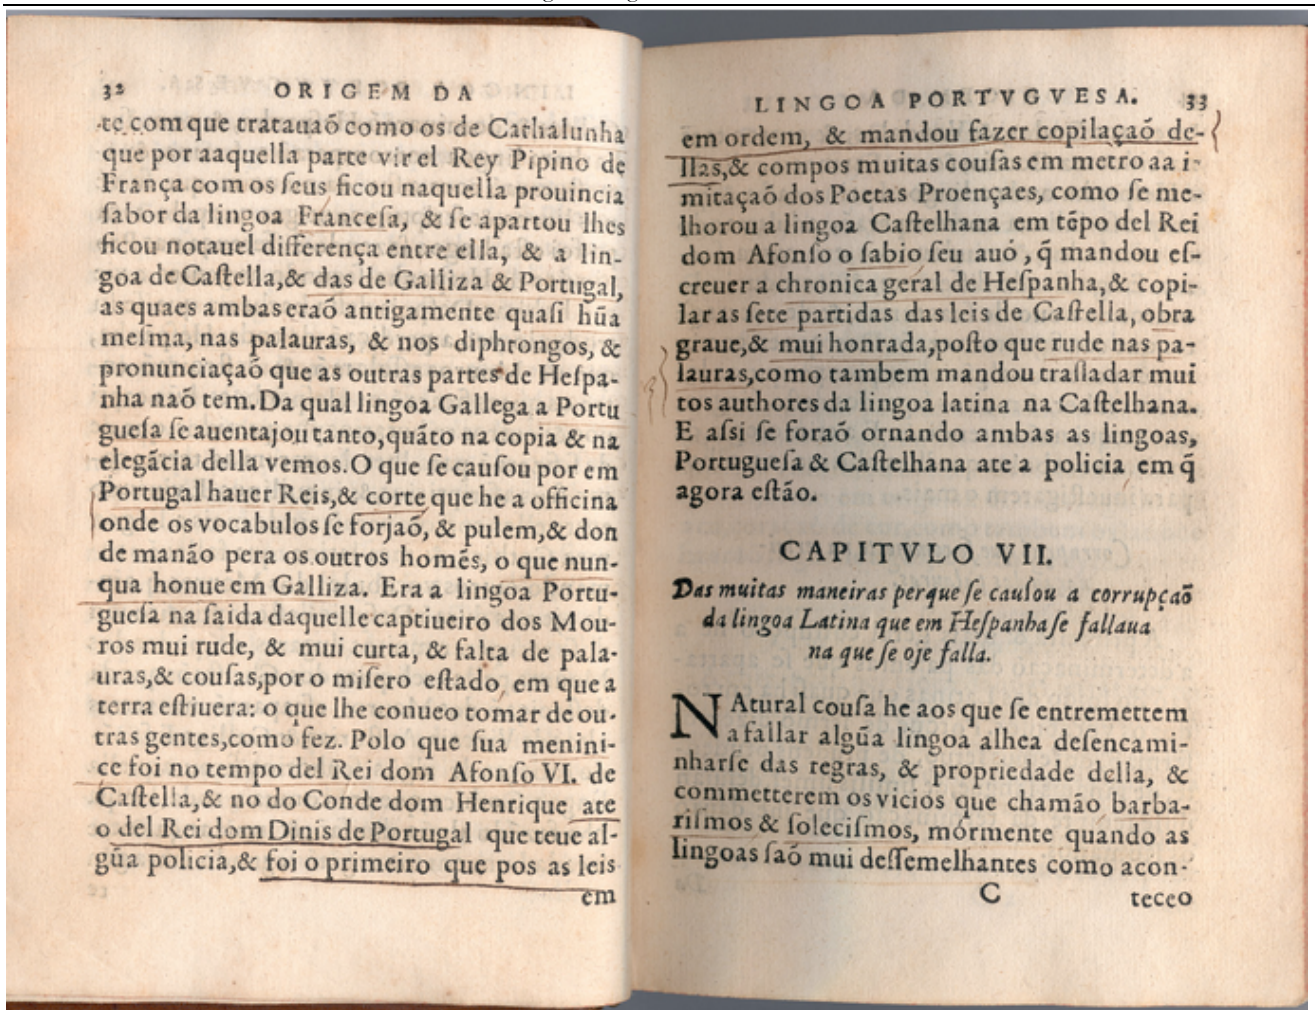 32 ORIGEM DA
te com que tratauaõ como os de Cathalunha
que por aaquella parte vir el Rey Pipino de
França com os ſeus ficou naquella prouincia
ſabor da lingoa Franceſa, & ſe apartou lhes
ficou notauel differença entre ella, & a lin-
goa de Caſtella,& das de Galliza & Portugal,
as quaes ambas eraõ antigamente quaſi hũa
meſma, nas palauras, & nos diphtongos, &
pronunciaçaõ que as outras partes de Heſpa-
nha naõ tem.Da qual lingoa Gallega a Portu
gueſa ſe auentajou tanto,quãto na copia & na
elegãcia della vemos.O que ſe cauſou por em
Portugal hauer Reis,& corte que he a officina
onde os vocabulos ſe forjaõ, & pulem,& don
de manão pera os outros homẽs, o que nun-
qua houue em Galliza. Era a lingoa Portu-
gueſa na ſaida daquelle captiueiro dos Mou-
ros mui rude, & mui curta, & falta de pala-
uras,& couſas,por o miſero eſtado em que a
terra eſtiuera: o que lhe conueo tomar de ou-
tras gentes,como fez. Polo que ſua menini-
ce foi no tempo del Rei dom Afonſo VI. de
Caſtella,& no do Conde dom Henrique ate
o del Rei dom Dinis de Portugal que teue al-
gũa policia,& foi o primeiro que pos as leis
em
LINGOA PORTVGVESA. 33
em ordem, & mandou fazer copilaçaõ de-
llas,& compos muitas couſas em metro aa i-
mitaçaõ dos Poetas Proençaes, como ſe me-
lhorou a lingoa Caſtelhana em tẽpo del Rei
dom Afonſo o ſabio ſeu auó, q̃ mandou eſ-
creuer a chronica geral de Heſpanha,& copi-
lar as ſete partidas das leis de Caſtella, obra
graue,& mui honrada,poſto que rude nas pa-
lauras,como tambem mandou traſladar mui
tos authores da lingoa latina na Caſtelhana.
E aſsi ſe foraõ ornando ambas as lingoas,
Portugueſa & Caſtelhana ate a policia em q̃
agora eſtão.
CAPITVLO VII.
Das muitas maneiras perque ſe cauſou a corrupçaõ
da lingoa Latina que em Heſpanha ſe fallaua
na que ſe oje falla.
NAtural couſa he aos que ſe entremettem
a fallar algũa lingoa alhea deſencami-
nharſe das regras, & propriedade della, &
commetterem os vicios que chamão barba-
riſmos & ſoleciſmos, mórmente quando as
lingoas ſaõ mui deſſemelhantes como acon-
C teceo